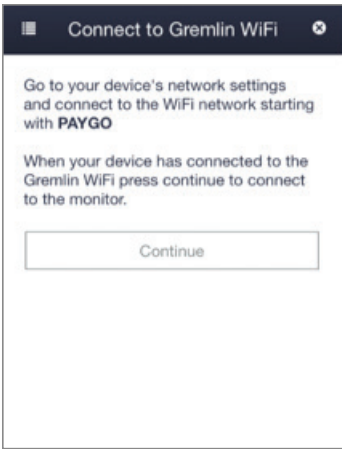 Connect to Gremlin WiFi
Go to your device's network settings
and connect to the WiFi network starting
with PAYGO
When your device has connected to the
Gremlin WiFi press continue to connect
to the monitor.
Continue